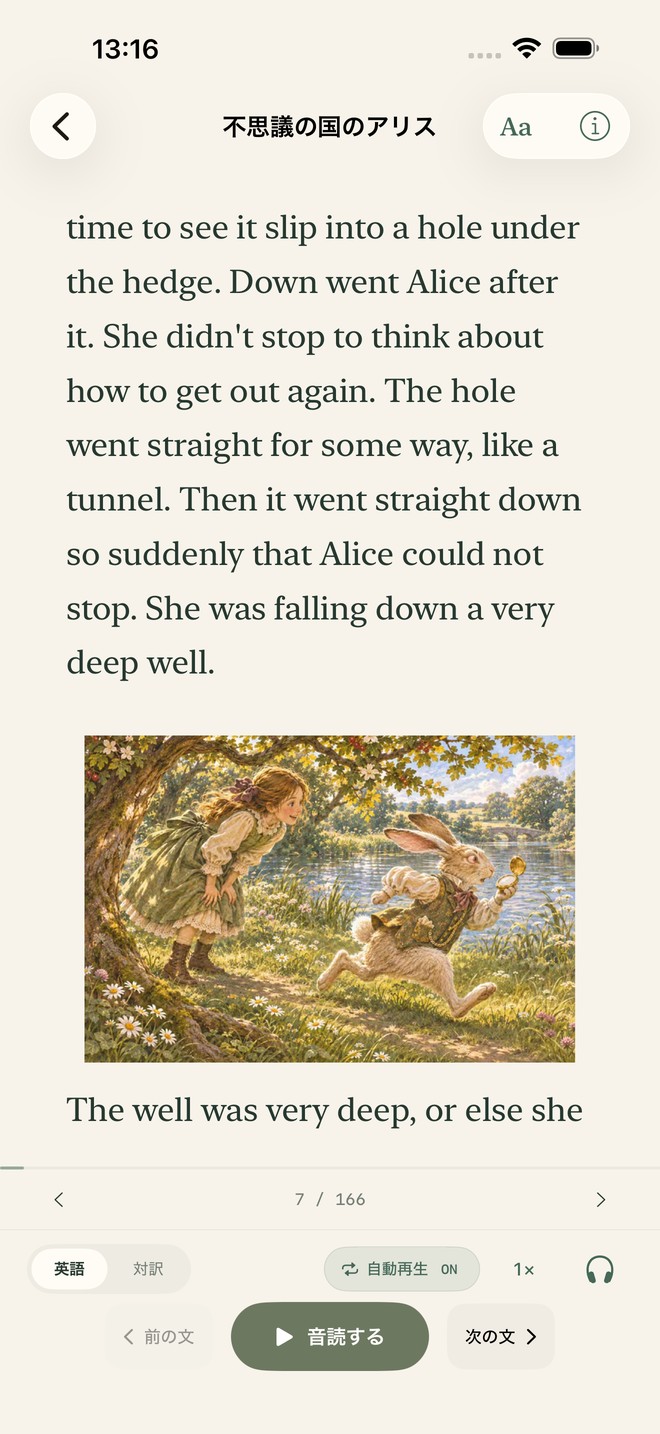 13:16
不思議の国のアリス
Aa
time to see it slip into a hole under
the hedge. Down went Alice after
it. She didn't stop to think about
how to get out again. The hole
went straight for some way, like a
tunnel. Then it went straight down
so suddenly that Alice could not
stop. She was falling down a very
deep well.
The well was very deep, or else she
7 / 166
英語
対訳
自動再生 ON
1×
前の文
音読する
次の文